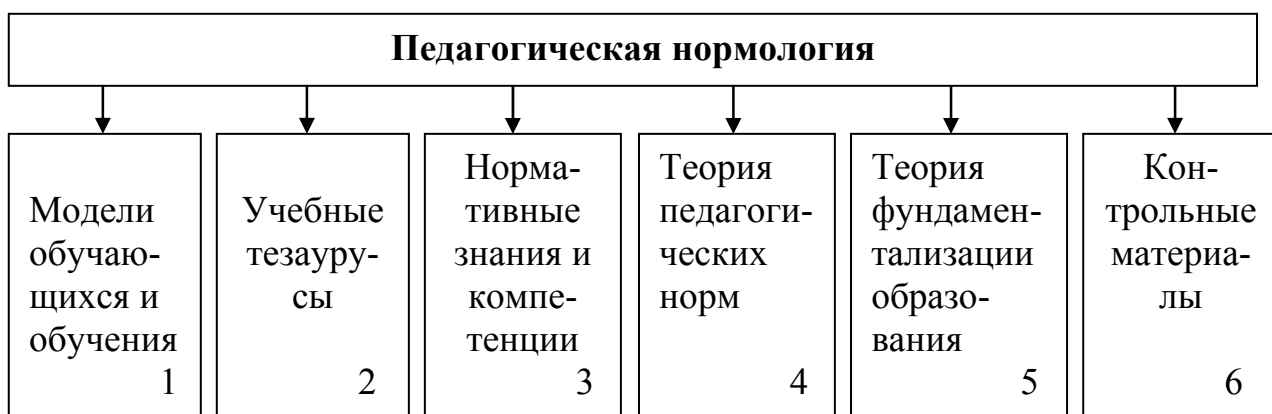 Педагогическая нормология
Модели
обучаю-
щихся и
обучения
1
Учебные
тезауру-
сы
2
Норма-
тивные
знания и
компе-
тенции
3
Теория
педагоги-
ческих
норм
4
Теория
фундамен-
тализации
образо-
вания
5
Кон-
трольные
материа-
лы
6